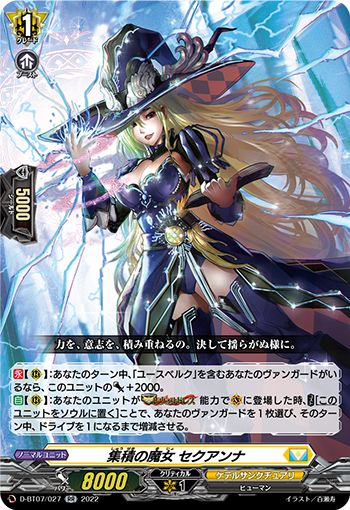 1
グレード
ブースト
5000
シールド
力を、意志を、積み重ねるの。決して揺らがぬ様に。
永【R】:あなたのターン中、「ユースベルク」を含むあなたのヴァンガードがい
るなら、このユニットの+2000。
自【R】:あなたのユニットが 能力でRに登場した時、【コスト】[この
ユニットをソウルに置く]ことで、あなたのヴァンガードを1枚選び、そのター
ン中、ドライブを1になるまで増減させる。
ノーマルユニット
集積の魔女 セクアンナ
パワー
8000
クリティカル
1
ケテルサンクチュアリ
ヒューマン
D-BT07/027 RR 2022
イラスト/百瀬寿